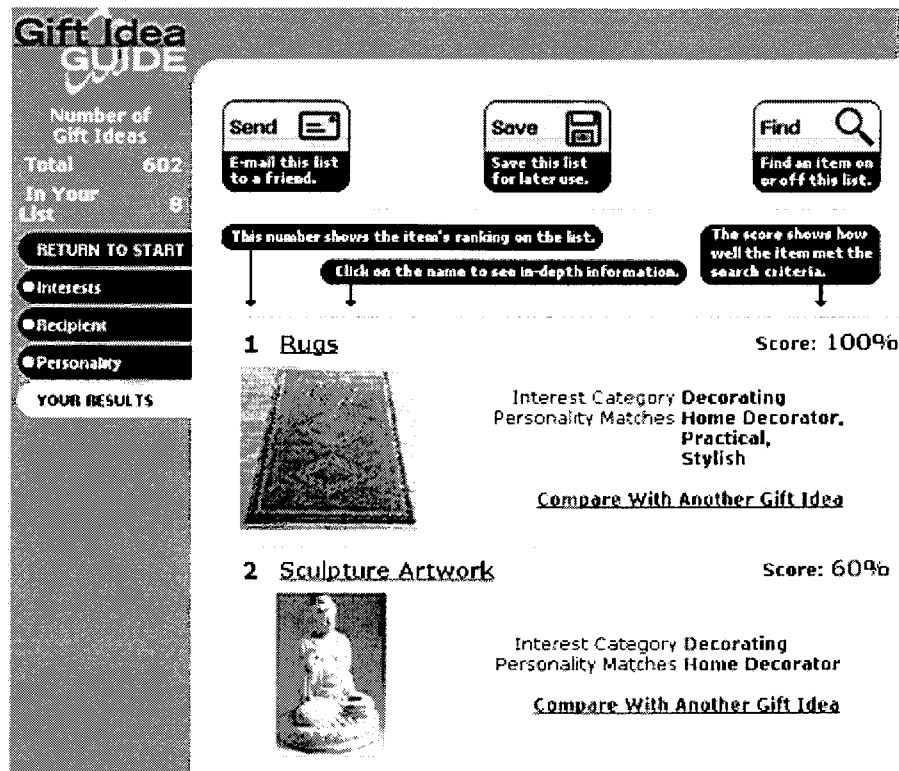 Gift Idea
GUIDE
Number of
Gift Ideas
Total 602
In Your
List 8
RETURN TO START
Interests
Recipient
Personality
YOUR RESULTS
Send
E-mail this list
to a friend.
Save
Save this list
for later use.
Find
Find an item on
or off this list.
This number shows the item's ranking on the list.
Click on the name to see in-depth information.
The score shows how
well the item met the
search criteria.
1 Rugs
Score: 100%
Interest Category Decorating
Personality Matches Home Decorator,
Practical,
Stylish
Compare With Another Gift Idea
2 Sculpture Artwork
Score: 60%
Interest Category Decorating
Personality Matches Home Decorator
Compare With Another Gift Idea